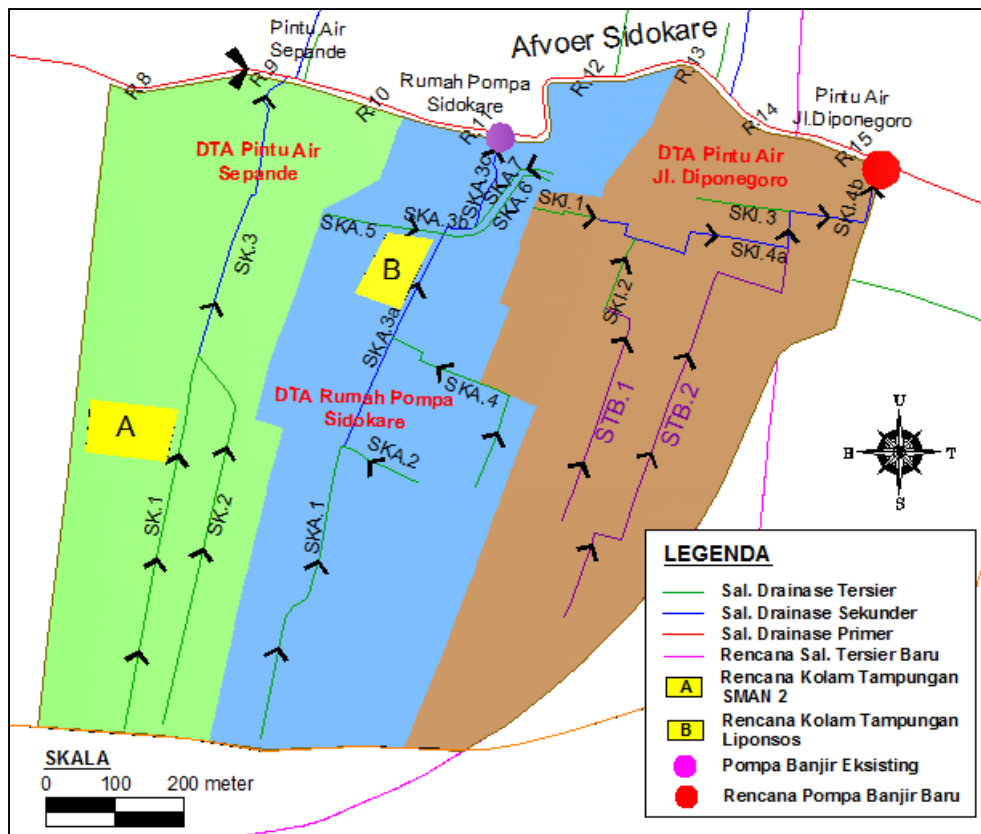 Pintu Air
Sepande
Afvoer Sidokare
R.8
R.9
R.10
Rumah Pompa
Sidokare
R.11
R.12
R.13
R.14
Pintu Air
Jl.Diponegoro
R.15
DTA Pintu Air
Sepande
DTA Pintu Air
Jl. Diponegoro
SKA.3c
SKA.7
SKA.6
SKA.5
SKA.3b
SKI.1
SKI.3
SKI.4b
SKI.4a
SK.3
B
SKA.3a
SKI.2
SKA.4
DTA Rumah Pompa
Sidokare
STB.1
STB.2
A
SKA.2
SK.1
SK.2
SKA.1
U
B
T
S
LEGENDA
Sal. Drainase Tersier
Sal. Drainase Sekunder
Sal. Drainase Primer
Rencana Sal. Tersier Baru
A
Rencana Kolam Tampungan
SMAN 2
B
Rencana Kolam Tampungan
Liponsos
Pompa Banjir Eksisting
Rencana Pompa Banjir Baru
SKALA
0 100 200 meter